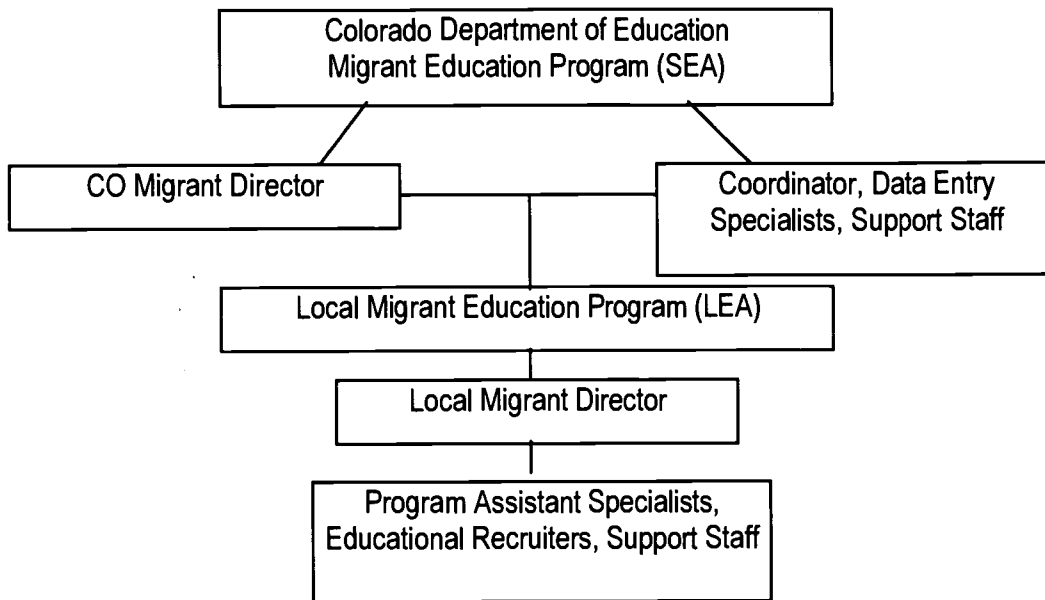 Colorado Department of Education
Migrant Education Program (SEA)
CO Migrant Director
Coordinator, Data Entry
Specialists, Support Staff
Local Migrant Education Program (LEA)
Local Migrant Director
Program Assistant Specialists,
Educational Recruiters, Support Staff